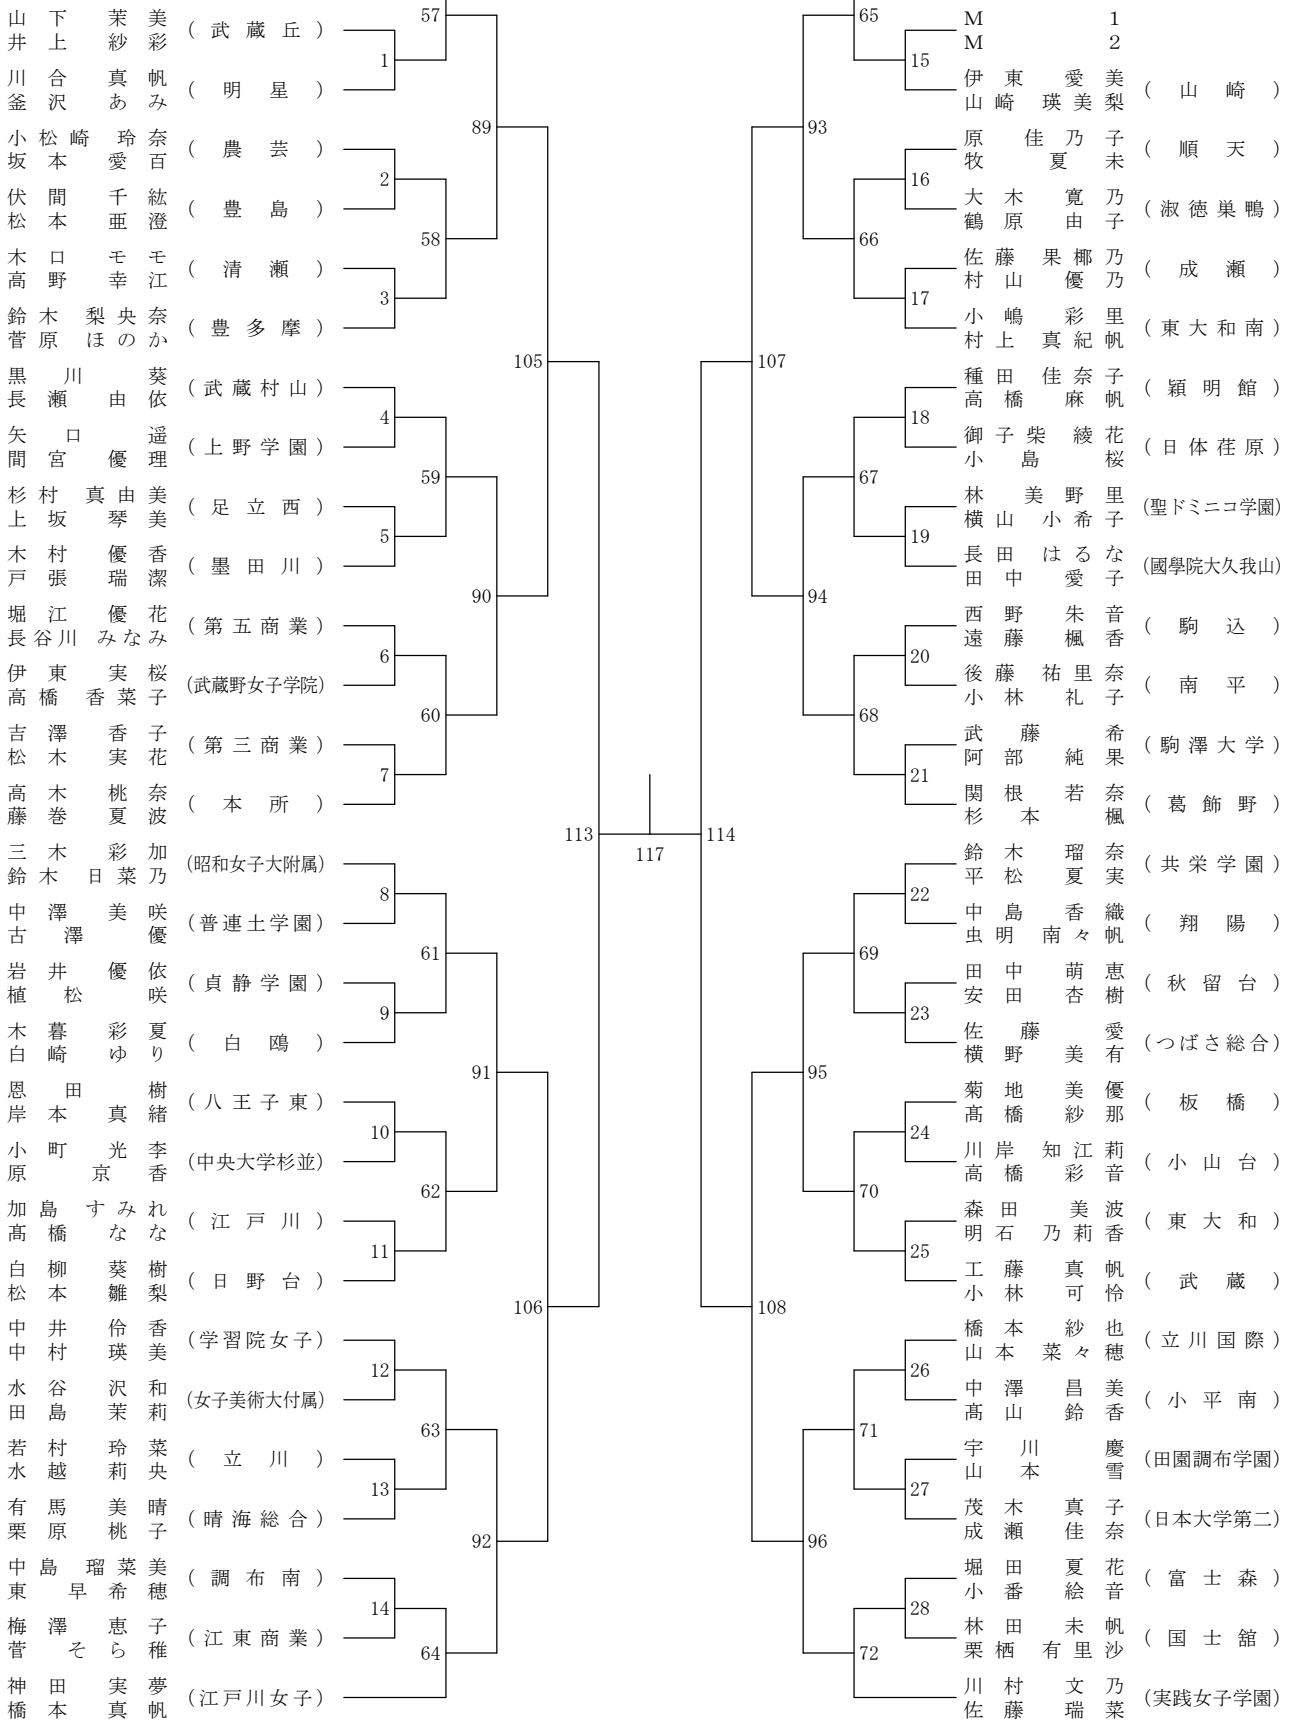 山下 茉美
井上 紗彩
(武蔵丘)
川合 真帆
釜沢 あみ
(明星)
小松崎 玲奈
坂本 愛百
(農芸)
伏間 千紘
松本 亜澄
(豊島)
木口 モモ
高野 幸江
(清瀬)
鈴木 梨央奈
菅原 ほのか
(豊多摩)
黒川 葵
長瀬 由依
(武蔵村山)
矢口 遥
間宮 優理
(上野学園)
杉村 真由美
上坂 琴美
(足立西)
木村 優香
戸張 瑞潔
(墨田川)
堀江 優花
長谷川 みなみ
(第五商業)
伊東 実桜
高橋 香菜子
(武蔵野女子学院)
吉澤 香子
松木 実花
(第三商業)
高木 桃奈
藤巻 夏波
(本所)
三木 彩加
鈴木 日菜乃
(昭和女子大附属)
中澤 美咲
古澤 優
(普連土学園)
岩井 優依
植松 咲
(貞静学園)
木暮 彩夏
白崎 ゆり
(白鴎)
恩田 樹
岸本 真緒
(八王子東)
小町 光李
原 京香
(中央大学杉並)
加島 すみれ
髙橋 なな
(江戸川)
白柳 葵樹
松本 雛梨
(日野台)
中井 伶香
中村 瑛美
(学習院女子)
水谷 沢和
田島 茉莉
(女子美術大付属)
若村 玲菜
水越 莉央
(立川)
有馬 美晴
栗原 桃子
(晴海総合)
中島 瑠菜美
東 早希穂
(調布南)
梅澤 恵子
菅 そら稚
(江東商業)
神田 実夢
橋本 真帆
(江戸川女子)
1
2
3
4
5
6
7
8
9
10
11
12
13
14
57
58
59
60
61
62
63
64
89
90
91
92
105
106
113
117
114
107
108
93
94
95
96
65
66
67
68
69
70
71
72
15
16
17
18
19
20
21
22
23
24
25
26
27
28
M 1
M 2
伊東 愛美
山崎 瑛美梨
(山崎)
原 佳乃子
牧 夏未
(順天)
大木 寛乃
鶴原 由子
(淑徳巣鴨)
佐藤 果椰乃
村山 優乃
(成瀬)
小嶋 彩里
村上 真紀帆
(東大和南)
種田 佳奈子
高橋 麻帆
(穎明館)
御子柴 綾花
小島 桜
(日体荏原)
林 美野里
横山 小希子
(聖ドミニコ学園)
長田 はるな
田中 愛子
(國學院大久我山)
西野 朱音
遠藤 楓香
(駒込)
後藤 祐里奈
小林 礼子
(南平)
武藤 希
阿部 純果
(駒澤大学)
関根 若奈
杉本 楓
(葛飾野)
鈴木 瑠奈
平松 夏実
(共栄学園)
中島 香織
虫明 南々帆
(翔陽)
田中 萌恵
安田 杏樹
(秋留台)
佐藤 愛
横野 美有
(つばさ総合)
菊地 美優
髙橋 紗那
(板橋)
川岸 知江莉
高橋 彩音
(小山台)
森田 美波
明石 乃莉香
(東大和)
工藤 真帆
小林 可怜
(武蔵)
橋本 紗也
山本 菜々穂
(立川国際)
中澤 昌美
髙山 鈴香
(小平南)
宇川 慶
山本 雪
(田園調布学園)
茂木 真子
成瀬 佳奈
(日本大学第二)
堀田 夏花
小番 絵音
(富士森)
林田 未帆
栗栖 有里沙
(国士舘)
川村 文乃
佐藤 瑞菜
(実践女子学園)